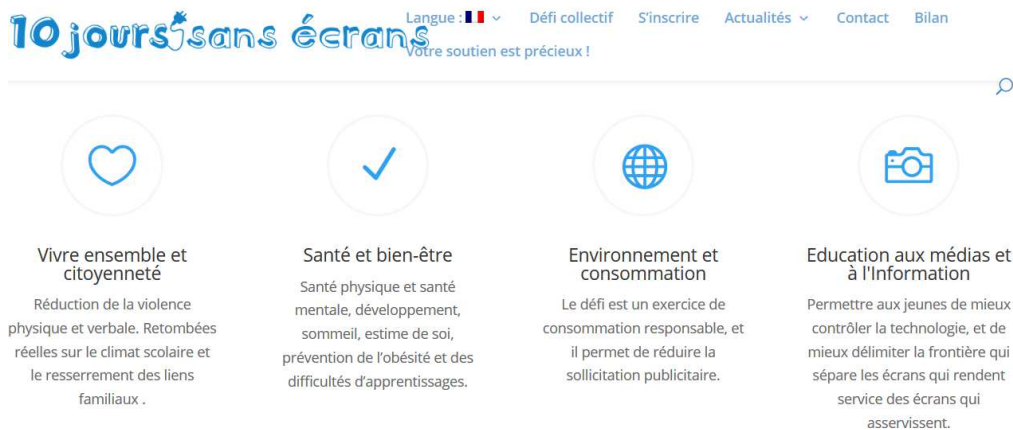 10 jours sans écrans
Langue :
Défi collectif
S'inscrire
Actualités
Contact
Bilan
Votre soutien est précieux !
Vivre ensemble et
citoyenneté
Réduction de la violence
physique et verbale. Retombées
réelles sur le climat scolaire et
le resserrement des liens
familiaux .
Santé et bien-être
Santé physique et santé
mentale, développement,
sommeil, estime de soi,
prévention de l’obésité et des
difficultés d’apprentissages.
Environnement et
consommation
Le défi est un exercice de
consommation responsable, et
il permet de réduire la
sollicitation publicitaire.
Education aux médias et
à l'Information
Permettre aux jeunes de mieux
contrôler la technologie, et de
mieux délimiter la frontière qui
sépare les écrans qui rendent
service des écrans qui
asservissent.